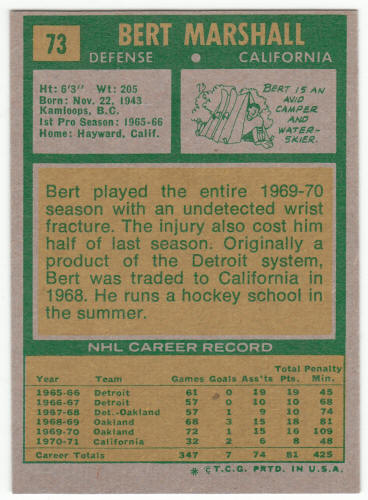 73
BERT MARSHALL
DEFENSE • CALIFORNIA
Ht: 6'3" Wt: 205
Born: Nov. 22, 1943
Kamloops, B.C.
1st Pro Season: 1965-66
Home: Hayward, Calif.
BERT IS AN
AVID
CAMPER
AND
WATER-
SKIER.
Bert played the entire 1969-70
season with an undetected wrist
fracture. The injury also cost him
half of last season. Originally a
product of the Detroit system,
Bert was traded to California in
1968. He runs a hockey school in
the summer.
NHL CAREER RECORD
Total Penalty
Year Team Games Goals Ass'ts Pts. Min.
1965-66 Detroit 61 0 19 19 45
1966-67 Detroit 57 0 10 10 68
1967-68 Det.-Oakland 57 1 9 10 74
1968-69 Oakland 68 3 15 18 81
1969-70 Oakland 72 1 15 16 109
1970-71 California 32 2 6 8 48
Career Totals 347 7 74 81 425
* © T.C.G. PRTD. IN U.S.A.